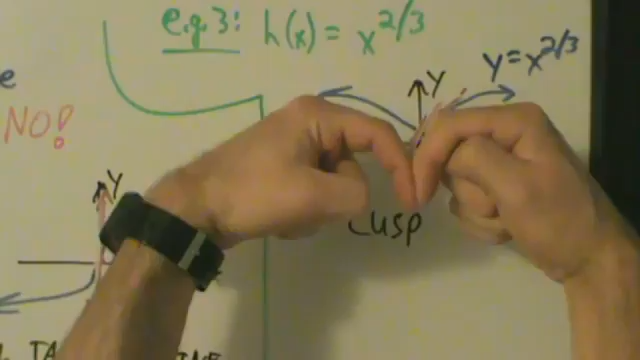 e.g. 3: h(x) = x^2/3
e
NO!
Y
y = x^2/3
Y
CUSP